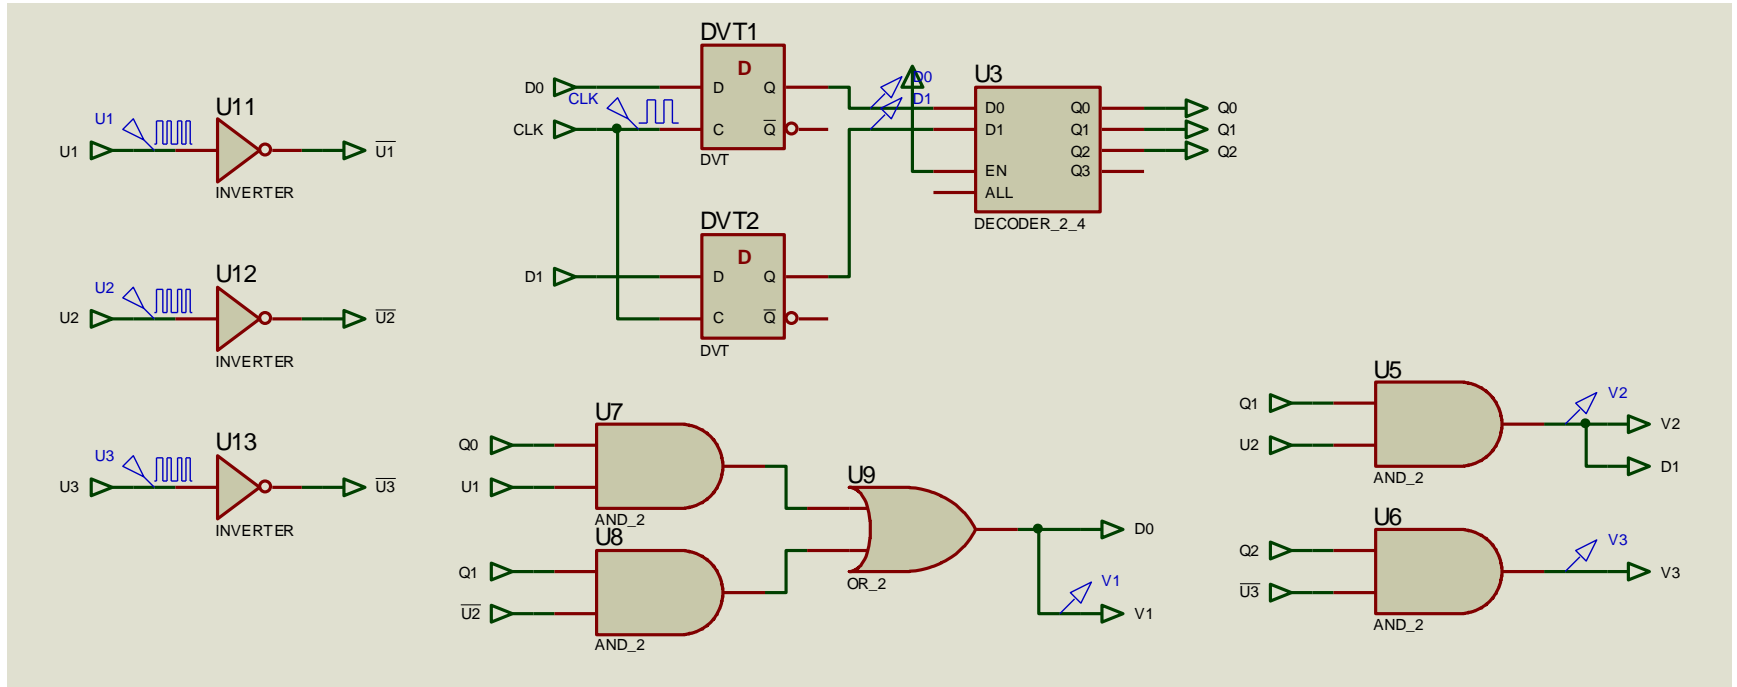 U1
U1
U11
INVERTER
U1
U2
U2
U12
INVERTER
U2
U3
U3
U13
INVERTER
U3
DVT1
D
D0
CLK
CLK
D
Q
C
Q
DVT
DVT2
D
D1
D
Q
C
Q
DVT
D0
D1
U3
D0
D1
EN
ALL
Q0
Q1
Q2
Q3
DECODER_2_4
Q0
Q1
Q2
U7
Q0
U1
AND_2
U8
Q1
U2
AND_2
U9
OR_2
D0
V1
V1
U5
Q1
U2
AND_2
V2
V2
D1
U6
Q2
U3
AND_2
V3
V3